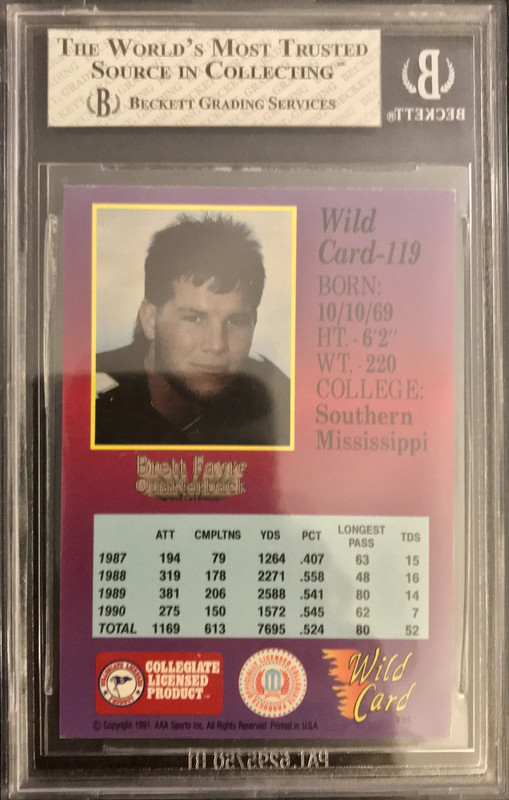 THE WORLD'S MOST TRUSTED
SOURCE IN COLLECTING™
B BECKETT GRADING SERVICES
B
BECKETT®
Wild
Card-119
BORN:
10/10/69
HT. - 6'2"
WT. - 220
COLLEGE:
Southern
Mississippi
Brett Favre
Quarterback
ATT CMPLTNS YDS PCT LONGEST PASS TDS
1987 194 79 1264 .407 63 15
1988 319 178 2271 .558 48 16
1989 381 206 2588 .541 80 14
1990 275 150 1572 .545 62 7
TOTAL 1169 613 7695 .524 80 52
COLLEGIATE
LICENSED
PRODUCT™
Wild
Card™
© Copyright 1991 AAA Sports Inc. All Rights Reserved. Printed in U.S.A.